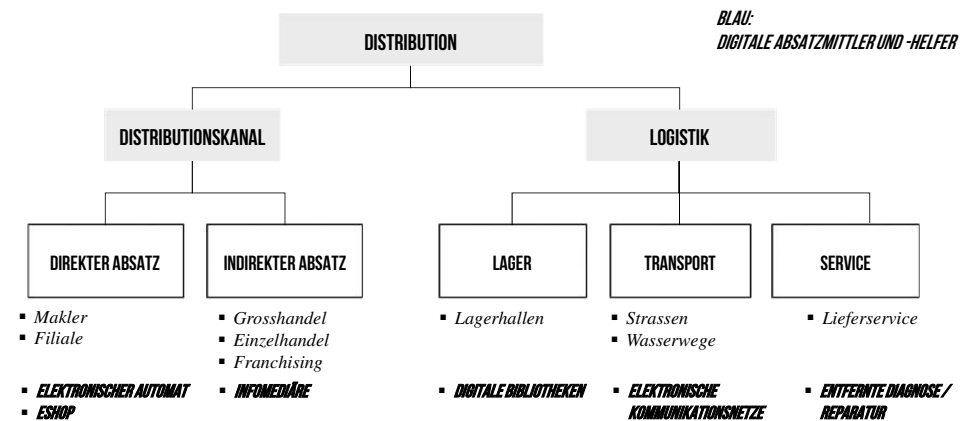 BLAU:
DIGITALE ABSATZMITTLER UND -HELFER
DISTRIBUTION
DISTRIBUTIONSKANAL
LOGISTIK
DIREKTER ABSATZ
INDIREKTER ABSATZ
LAGER
TRANSPORT
SERVICE
▪ Makler
▪ Filiale
▪ ELEKTRONISCHER AUTOMAT
▪ ESHOP
▪ Grosshandel
▪ Einzelhandel
▪ Franchising
▪ INFOMEDIÄRE
▪ Lagerhallen
▪ DIGITALE BIBLIOTHEKEN
▪ Strassen
▪ Wasserwege
▪ ELEKTRONISCHE
KOMMUNIKATIONSNETZE
▪ Lieferservice
▪ ENTFERNTE DIAGNOSE /
REPARATUR